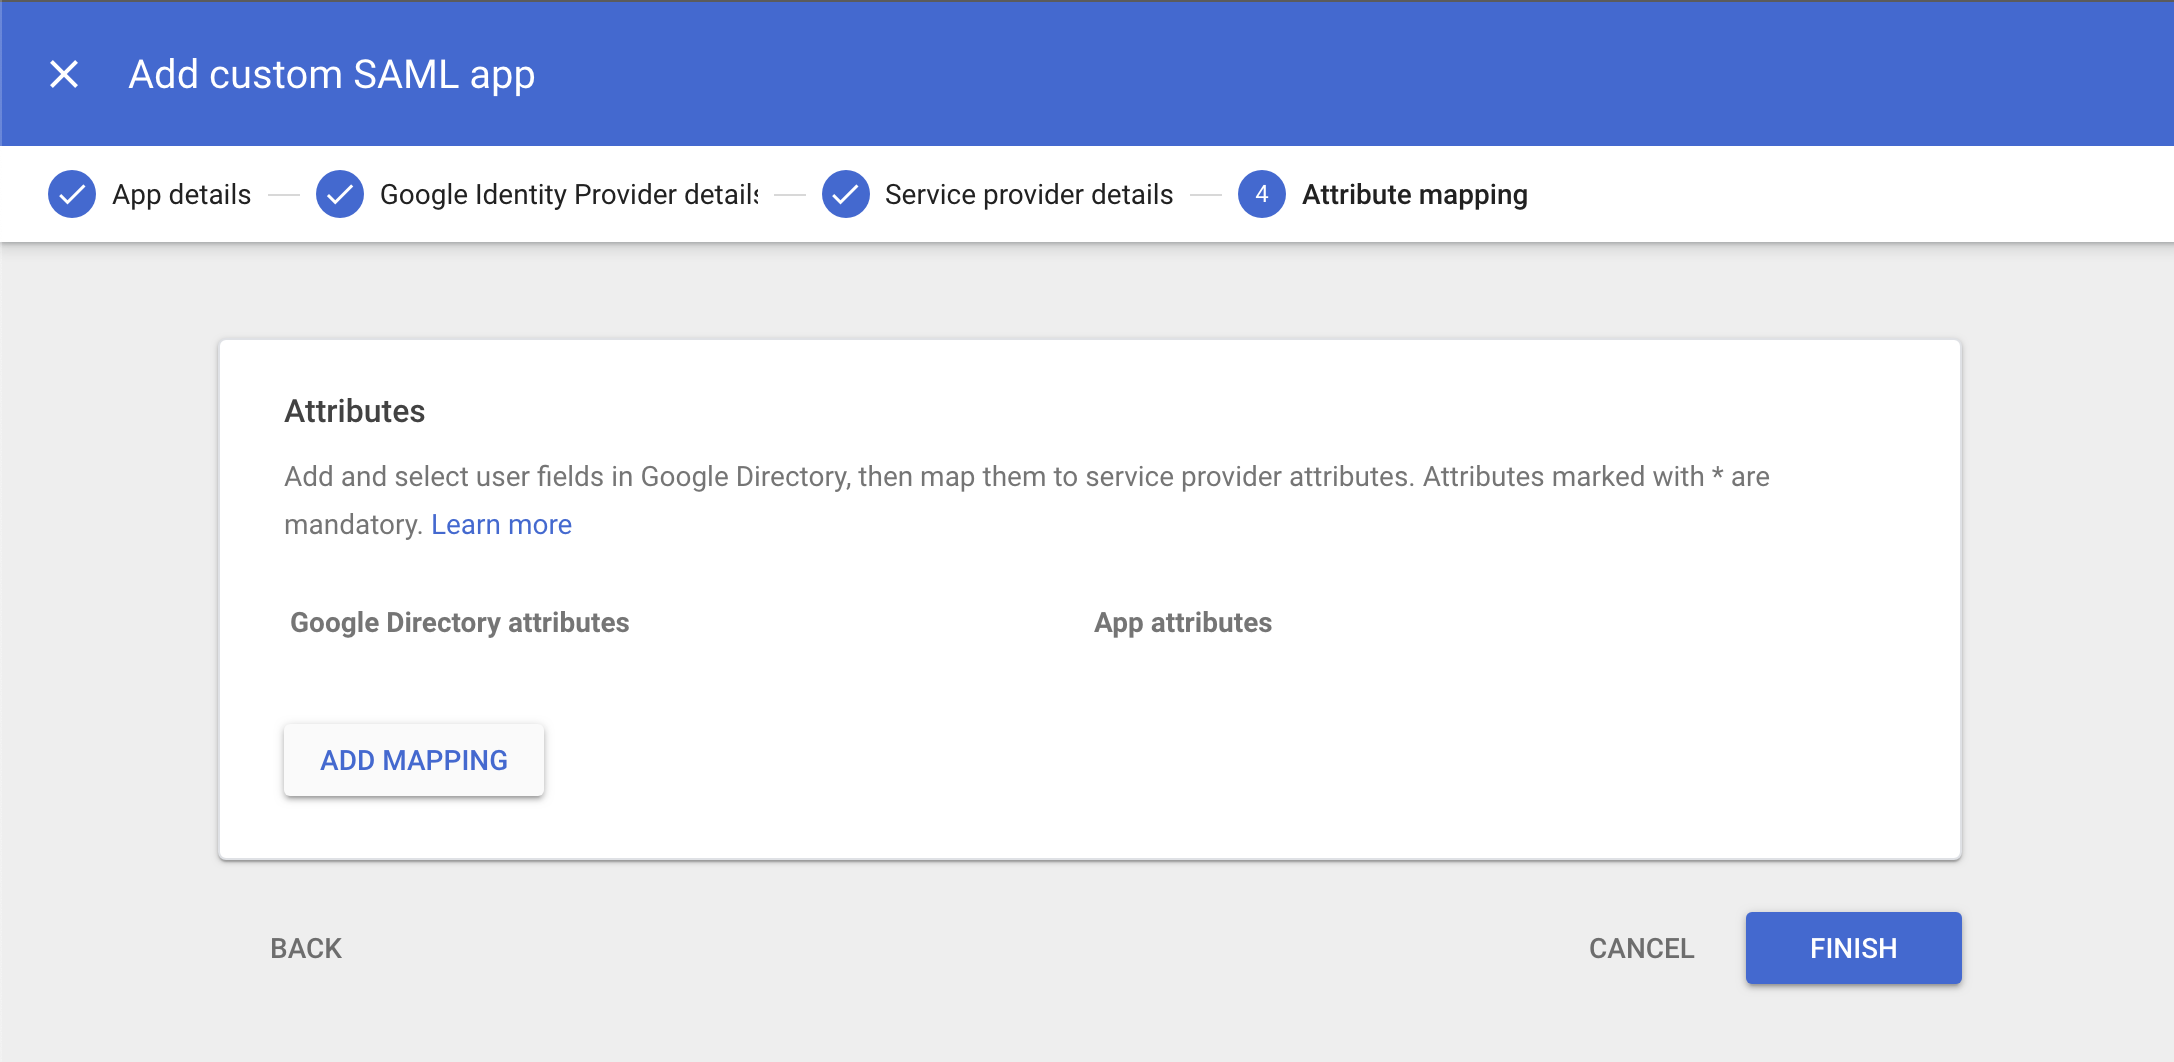 Add custom SAML app
App details
Google Identity Provider details
Service provider details
4
Attribute mapping
Attributes
Add and select user fields in Google Directory, then map them to service provider attributes. Attributes marked with * are
mandatory. Learn more
Google Directory attributes
App attributes
ADD MAPPING
BACK
CANCEL
FINISH